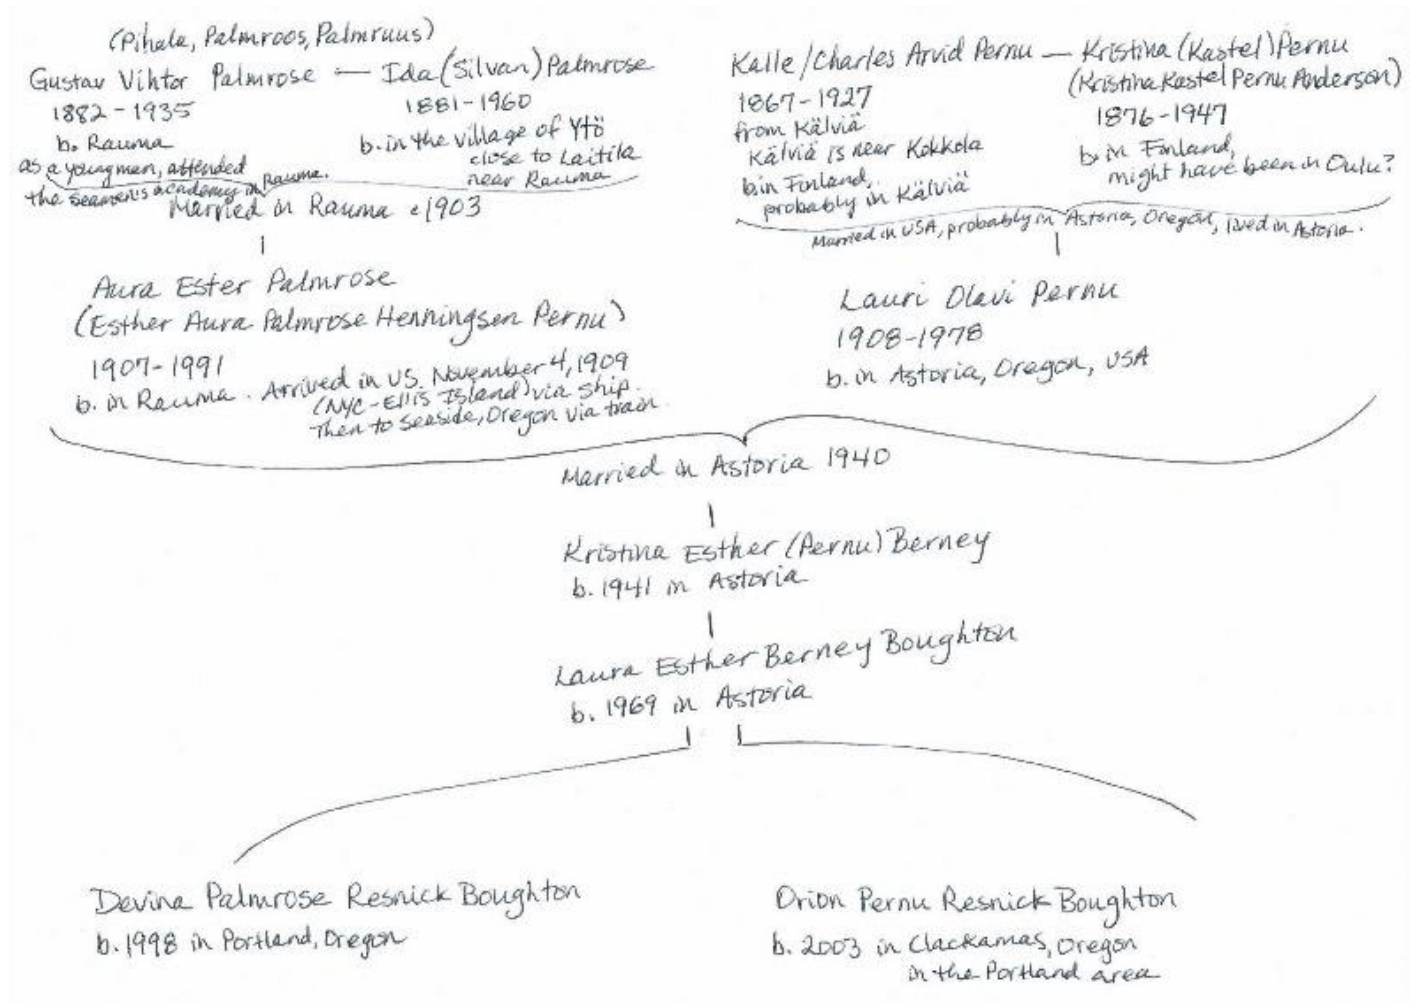 (Pihala, Palmroos, Palmruus)
Gustav Vihtor Palmrose — Ida (Silvan) Palmrose
1882-1935
1881-1960
b. Rauma
b. in the village of Ytö
close to Laitila
near Rauma
as a young man, attended
the seamen's academy in Rauma.
Married in Rauma c1903
Kalle/Charles Arvid Pernu — Kristina (Kastel) Pernu
(Kristina Kastel Pernu Anderson)
1867-1927
1876-1947
from Kälviä
Kälviä is near Kokkola
b. in Finland,
probably in Kälviä
b. in Finland,
might have been in Oulu?
Married in USA, probably in Astoria, Oregon, lived in Astoria.
Aura Ester Palmrose
(Esther Aura Palmrose Henningsen Pernu)
1907-1991
b. in Rauma. Arrived in US. November 4, 1909
(NYC-Ellis Island) via ship.
Then to Seaside, Oregon via train.
Lauri Olavi Pernu
1908-1978
b. in Astoria, Oregon, USA
Married in Astoria 1940
Kristina Esther (Pernu) Berney
b. 1941 in Astoria
Laura Esther Berney Boughton
b. 1969 in Astoria
Devina Palmrose Resnick Boughton
b. 1998 in Portland, Oregon
Orion Pernu Resnick Boughton
b. 2003 in Clackamas, Oregon
in the Portland area